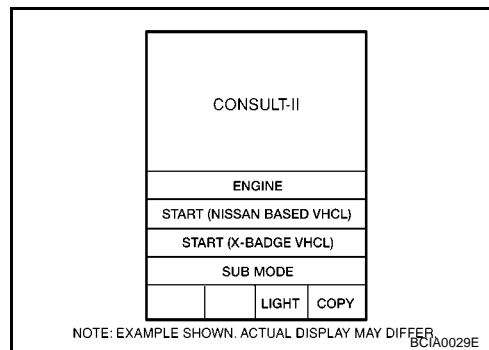 CONSULT-II
ENGINE
START (NISSAN BASED VHCL)
START (X-BADGE VHCL)
SUB MODE
LIGHT COPY
NOTE: EXAMPLE SHOWN. ACTUAL DISPLAY MAY DIFFER.
BCIA0029E